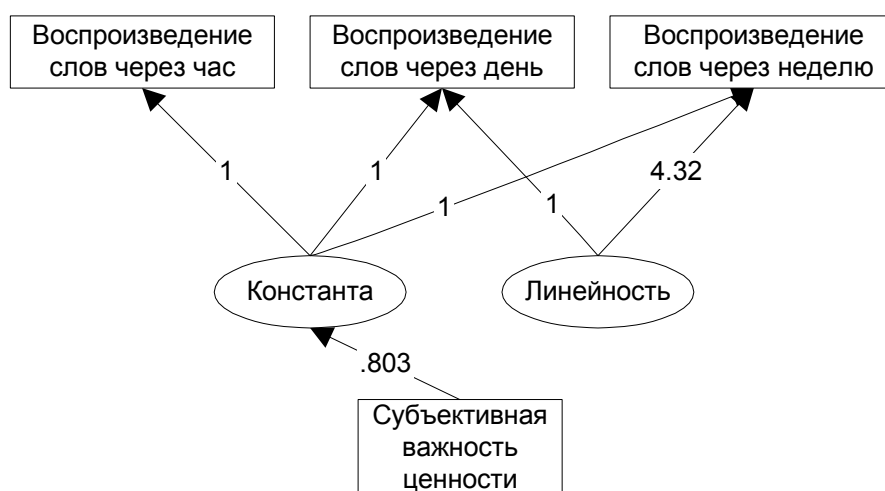 Воспроизведение
слов через час
Воспроизведение
слов через день
Воспроизведение
слов через неделю
1
1
1
1
4.32
Константа
Линейность
.803
Субъективная
важность
ценности